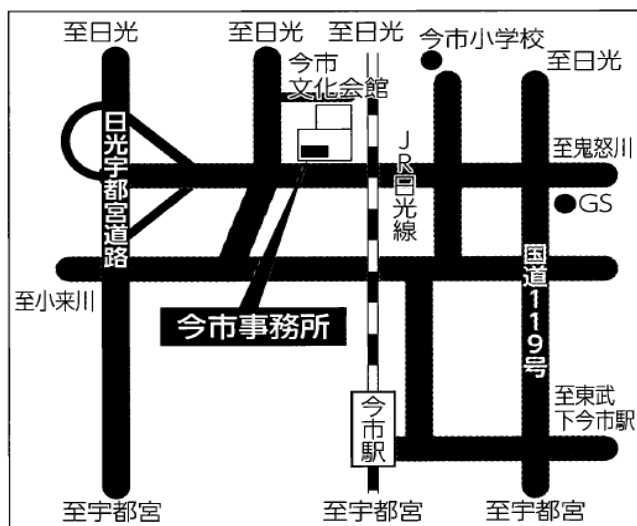 至日光
至日光
至日光
今市小学校
至日光
今市
文化会館
日光宇都宮道路
JR日光線
至鬼怒川
GS
国道119号
至小来川
今市事務所
今市駅
至東武
下今市駅
至宇都宮
至宇都宮
至宇都宮